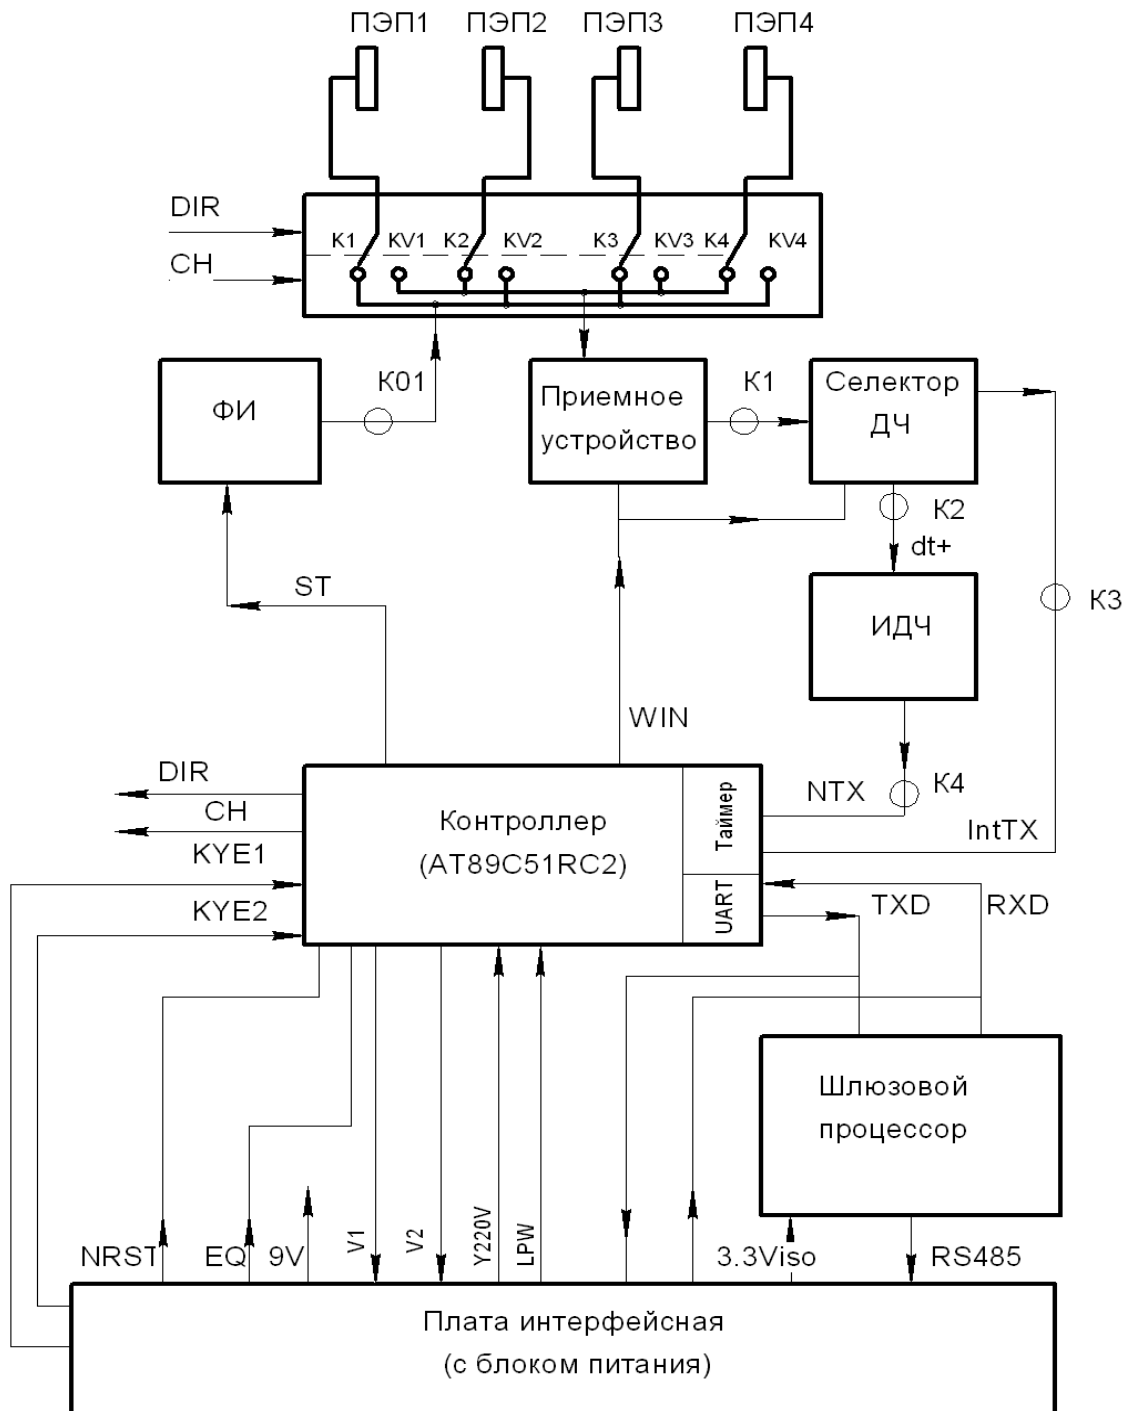 ПЭП1 ПЭП2 ПЭП3 ПЭП4
DIR
K1 KV1 K2 KV2 K3 KV3 K4 KV4
CH
ФИ
K01
Приемное
устройство
K1
Селектор
ДЧ
K2
dt+
K3
ИДЧ
ST
WIN
K4
NTX
IntTX
DIR
CH
KYE1
KYE2
Контроллер
(AT89C51RC2)
Таймер
UART
TXD RXD
Шлюзовой
процессор
NRST EQ 9V V1 V2 Y220V LPW 3.3Viso RS485
Плата интерфейсная
(с блоком питания)